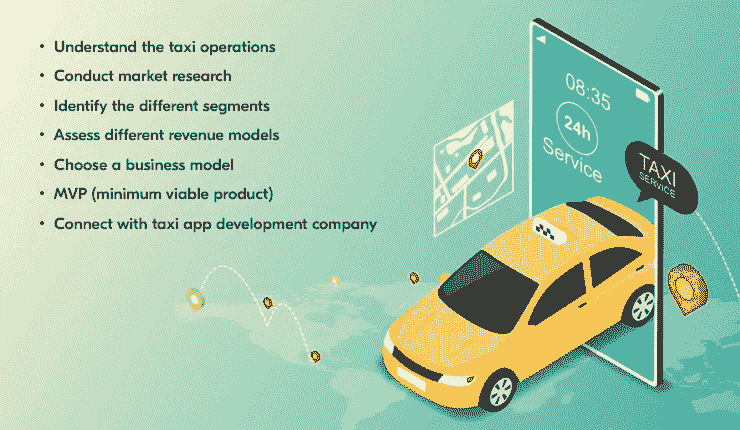 • Understand the taxi operations
• Conduct market research
• Identify the different segments
• Assess different revenue models
• Choose a business model
• MVP (minimum viable product)
• Connect with taxi app development company
08:35
24h
Service
TAXI
SERVICE